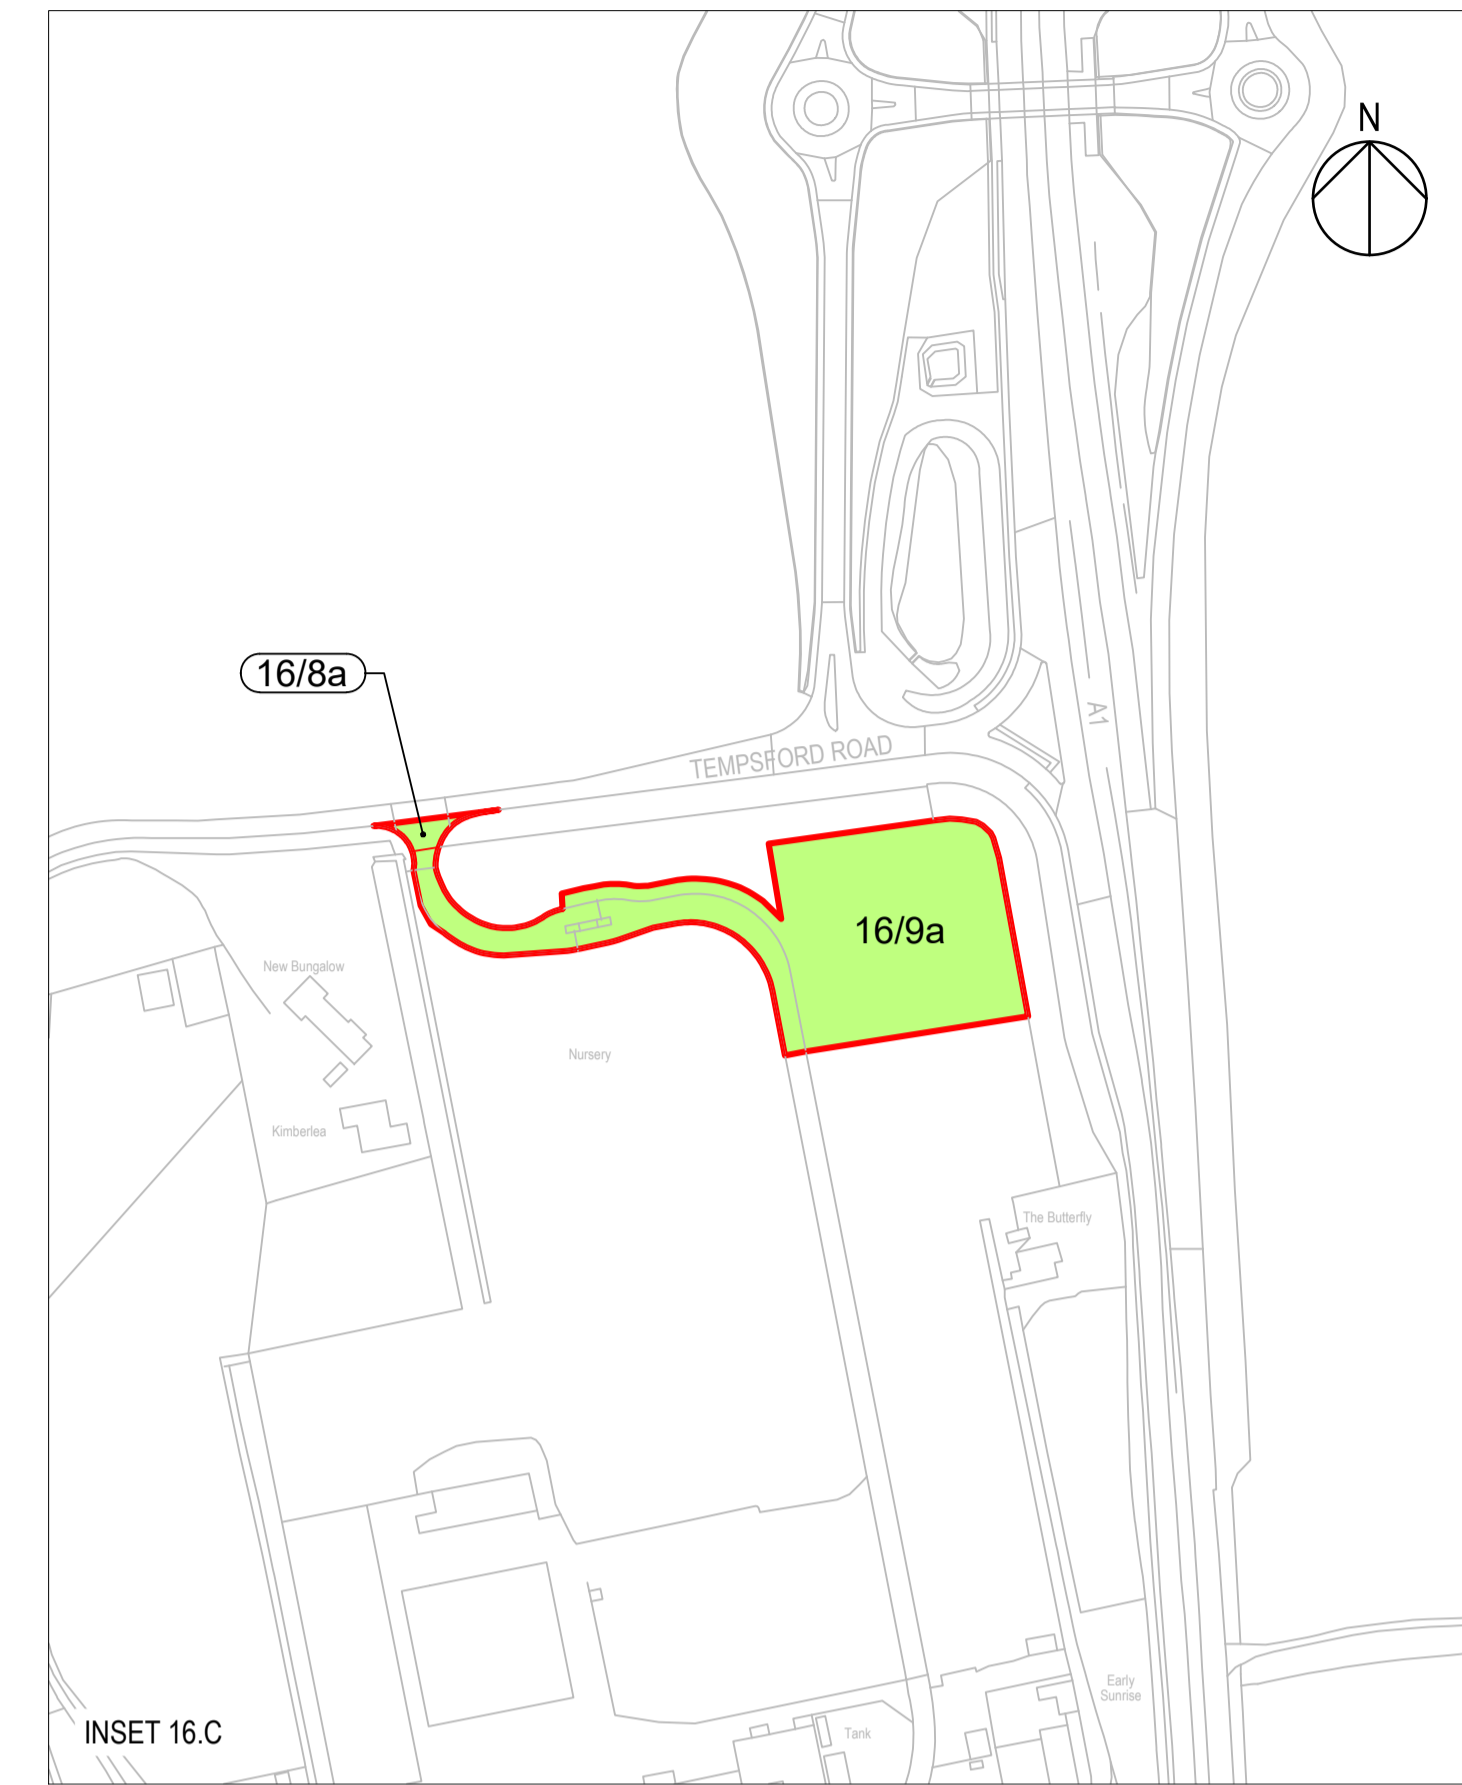 N
16/8a
A1
TEMPSFORD ROAD
16/9a
New Bungalow
Nursery
Kimberlea
The Butterfly
Early
Sunrise
Tank
INSET 16.C